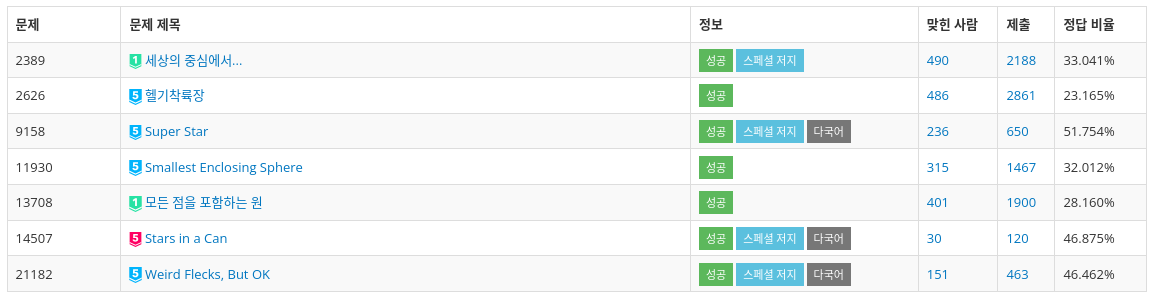 문제 문제 제목 정보 맞힌 사람 제출 정답 비율
2389 1 세상의 중심에서... 성공 스페셜 저지 490 2188 33.041%
2626 5 헬기착륙장 성공 486 2861 23.165%
9158 5 Super Star 성공 스페셜 저지 다국어 236 650 51.754%
11930 5 Smallest Enclosing Sphere 성공 315 1467 32.012%
13708 1 모든 점을 포함하는 원 성공 401 1900 28.160%
14507 5 Stars in a Can 성공 스페셜 저지 다국어 30 120 46.875%
21182 5 Weird Flecks, But OK 성공 스페셜 저지 다국어 151 463 46.462%